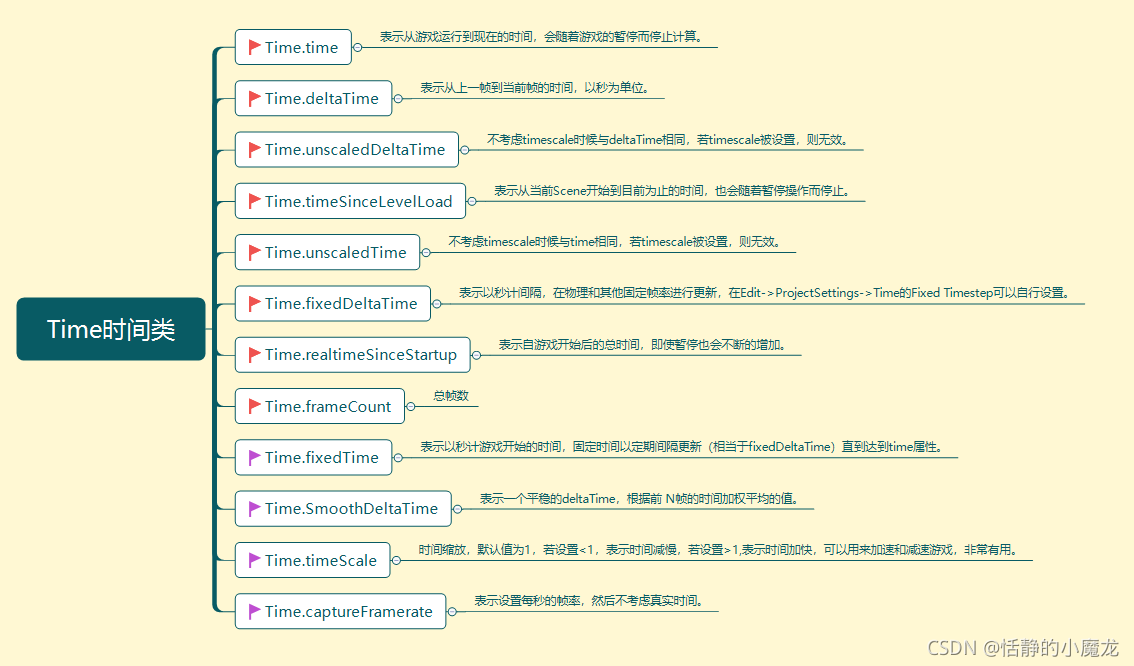 Time时间类
Time.time
表示从游戏运行到现在的时间，会随着游戏的暂停而停止计算。
Time.deltaTime
表示从上一帧到当前帧的时间，以秒为单位。
Time.unscaledDeltaTime
不考虑timescale时候与deltaTime相同，若timescale被设置，则无效。
Time.timeSinceLevelLoad
表示从当前Scene开始到目前为止的时间，也会随着暂停操作而停止。
Time.unscaledTime
不考虑timescale时候与time相同，若timescale被设置，则无效。
Time.fixedDeltaTime
表示以秒计间隔，在物理和其他固定帧率进行更新，在Edit->ProjectSettings->Time的Fixed Timestep可以自行设置。
Time.realtimeSinceStartup
表示自游戏开始后的总时间，即使暂停也会不断的增加。
Time.frameCount
总帧数
Time.fixedTime
表示以秒计游戏开始的时间，固定时间以定期间隔更新（相当于fixedDeltaTime）直到达到time属性。
Time.SmoothDeltaTime
表示一个平稳的deltaTime，根据前 N帧的时间加权平均的值。
Time.timeScale
时间缩放，默认值为1，若设置<1，表示时间减慢，若设置>1,表示时间加快，可以用来加速和减速游戏，非常有用。
Time.captureFramerate
表示设置每秒的帧率，然后不考虑真实时间。
CSDN @恬静的小魔龙